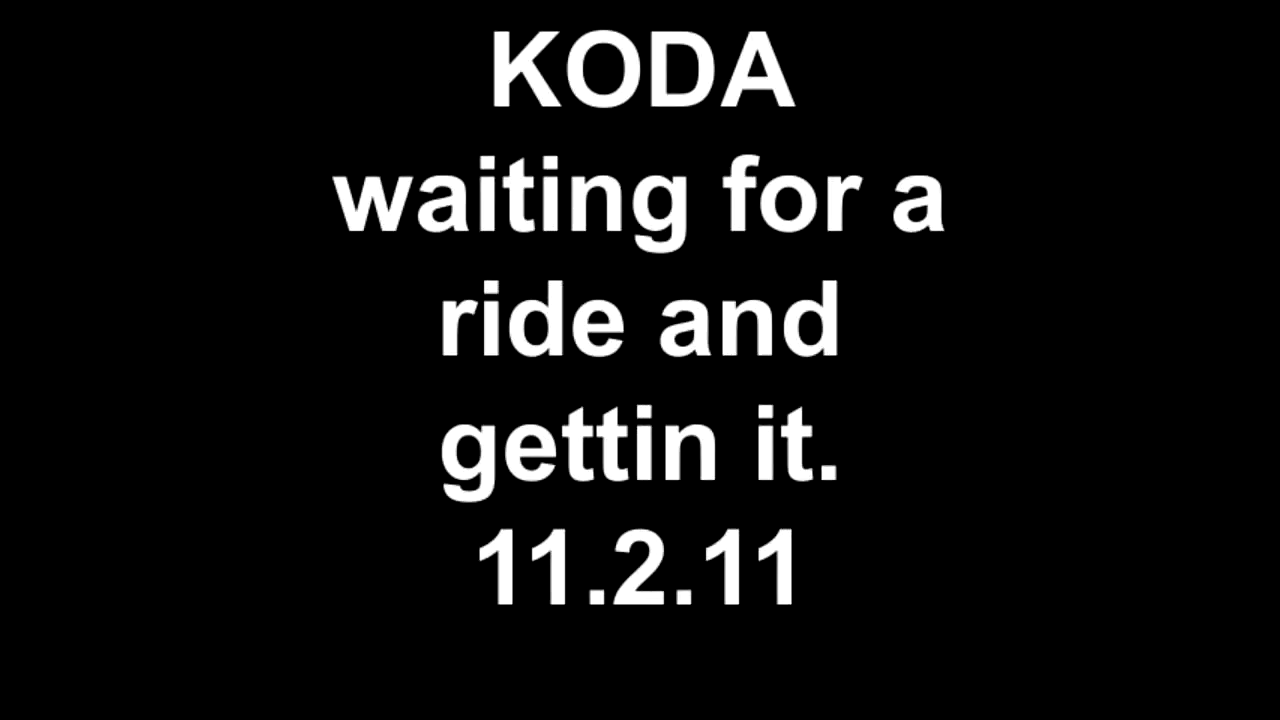 KODA
waiting for a
ride and
gettin it.
11.2.11